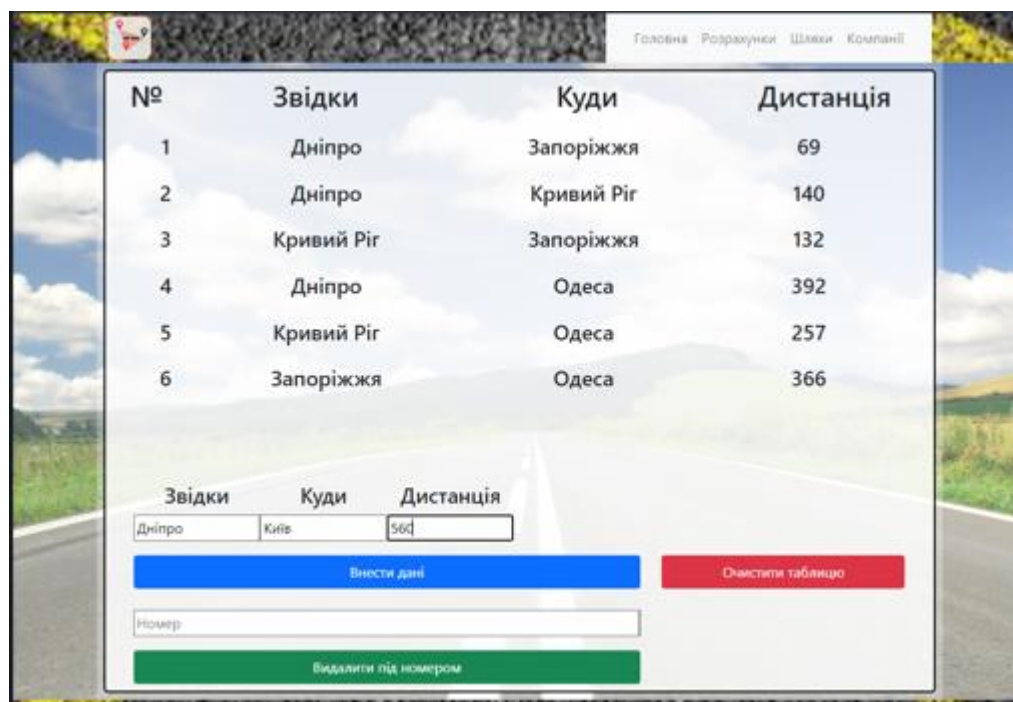 Головна Розрахунки Шляхи Компанії
№ Звідки Куди Дистанція
1 Дніпро Запоріжжя 69
2 Дніпро Кривий Ріг 140
3 Кривий Ріг Запоріжжя 132
4 Дніпро Одеса 392
5 Кривий Ріг Одеса 257
6 Запоріжжя Одеса 366
Звідки Куди Дистанція
Дніпро Київ 560
Внести дані Очистити таблицю
Номер
Видалити під номером